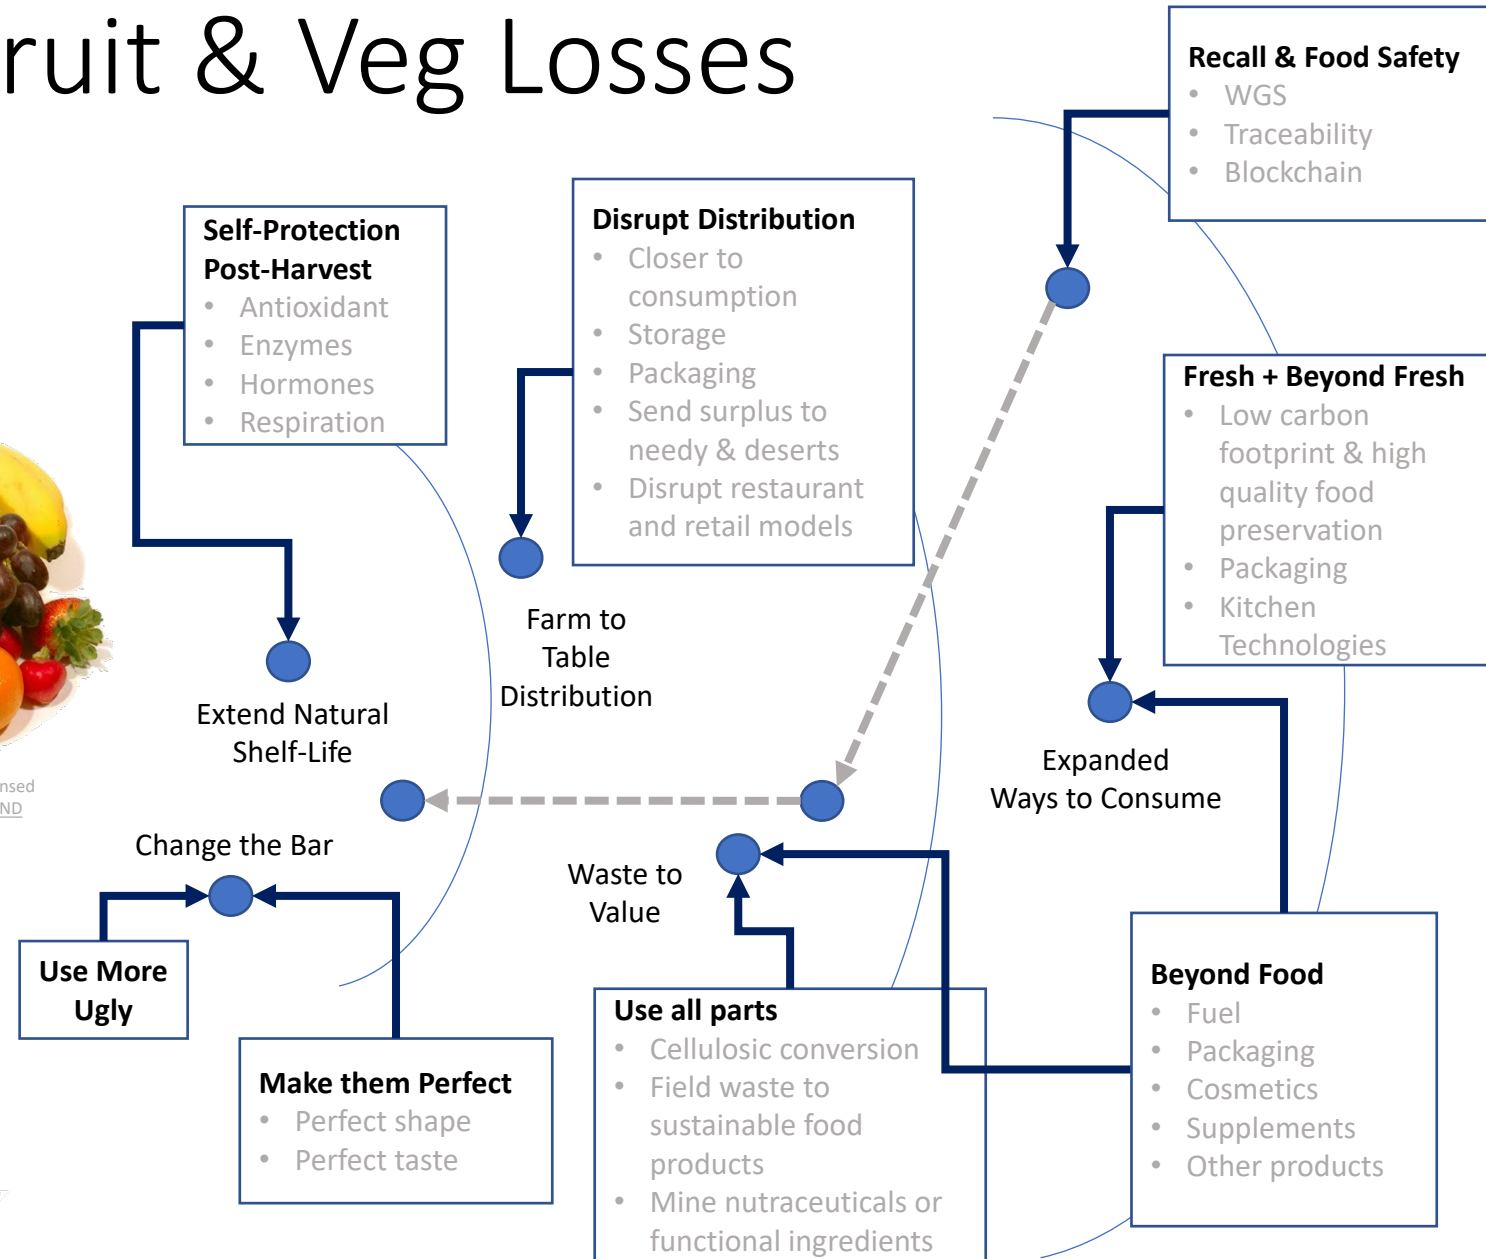 ruit & Veg Losses
Recall & Food Safety
• WGS
• Traceability
• Blockchain
Self-Protection
Post-Harvest
• Antioxidant
• Enzymes
• Hormones
• Respiration
Disrupt Distribution
• Closer to
consumption
• Storage
• Packaging
• Send surplus to
needy & deserts
• Disrupt restaurant
and retail models
Fresh + Beyond Fresh
• Low carbon
footprint & high
quality food
preservation
• Packaging
• Kitchen
Technologies
Farm to
Table
Distribution
Extend Natural
Shelf-Life
Expanded
Ways to Consume
nsed
ND
Change the Bar
Waste to
Value
Use More
Ugly
Make them Perfect
• Perfect shape
• Perfect taste
Use all parts
• Cellulosic conversion
• Field waste to
sustainable food
products
• Mine nutraceuticals or
functional ingredients
Beyond Food
• Fuel
• Packaging
• Cosmetics
• Supplements
• Other products